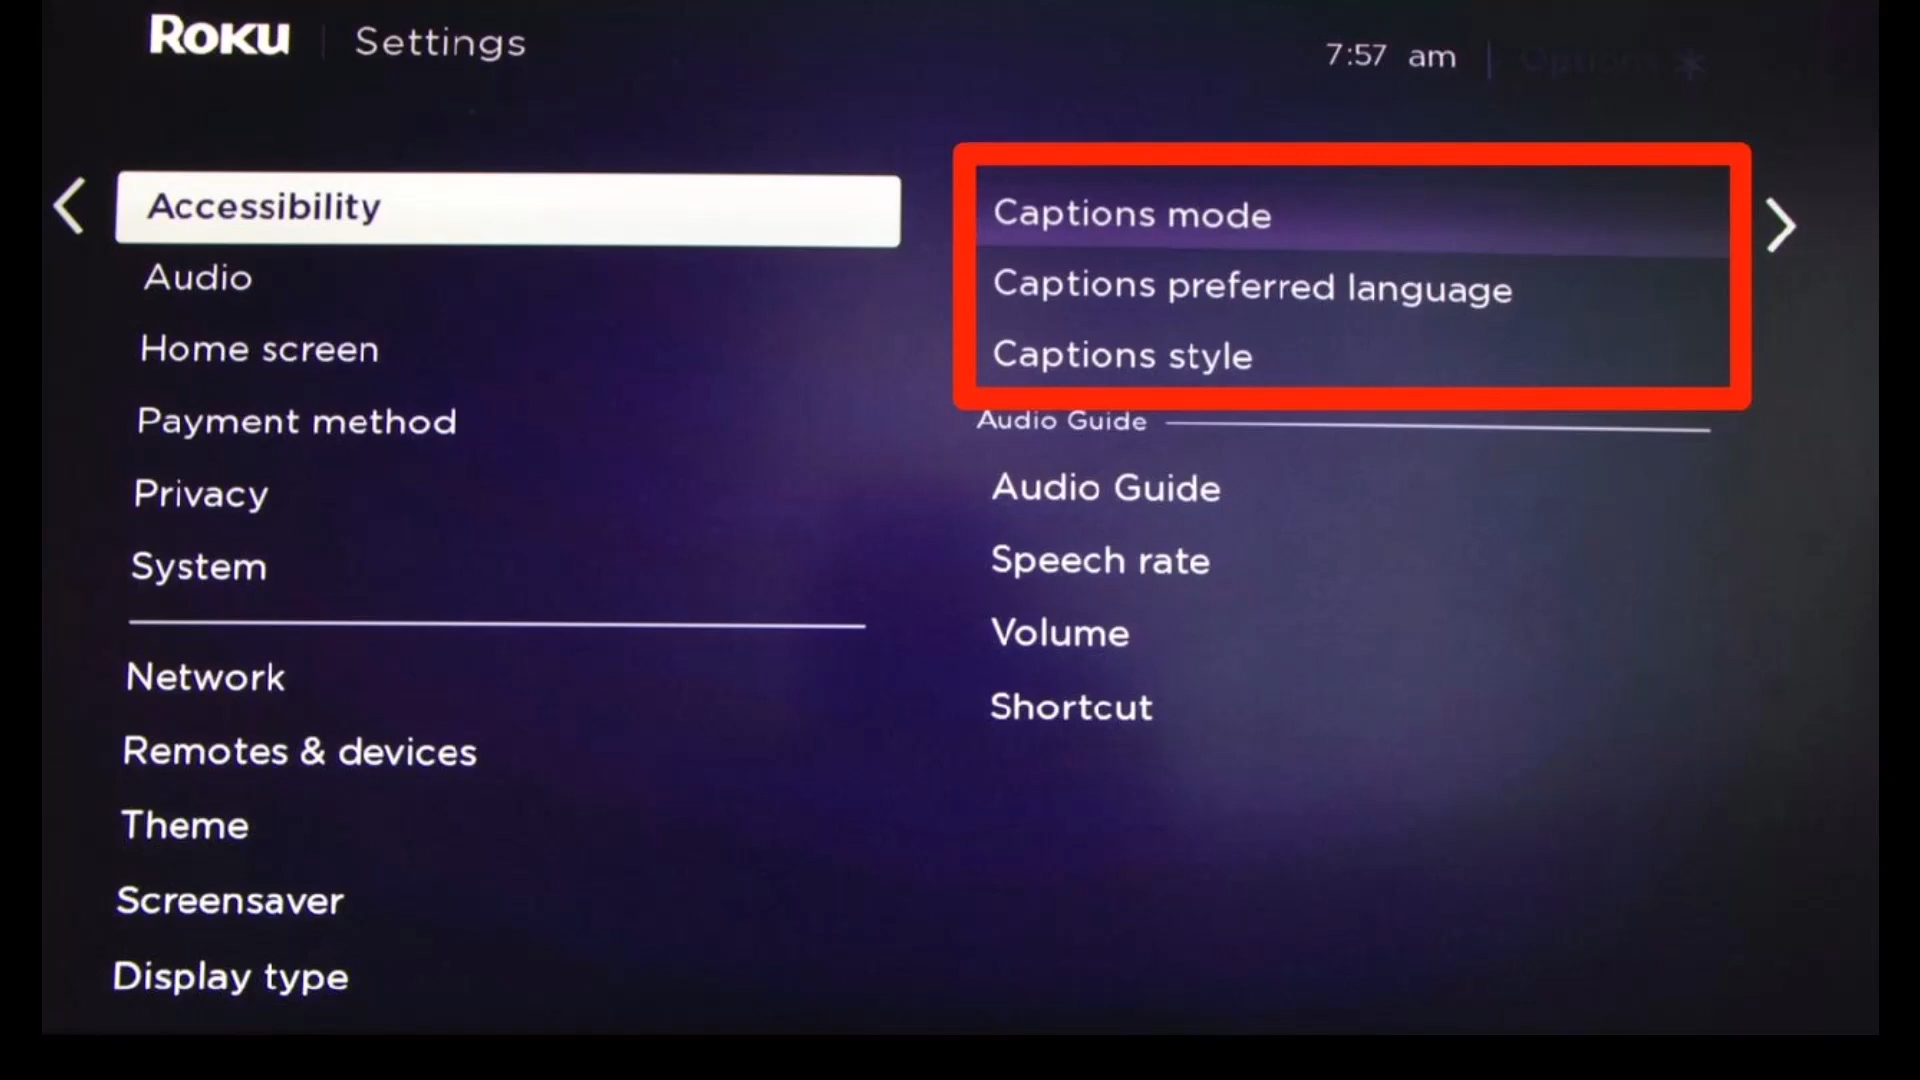 Roku | Settings
7:57 am | Options *
Accessibility
Audio
Home screen
Payment method
Privacy
System
Network
Remotes & devices
Theme
Screensaver
Display type
Captions mode
Captions preferred language
Captions style
Audio Guide
Audio Guide
Speech rate
Volume
Shortcut